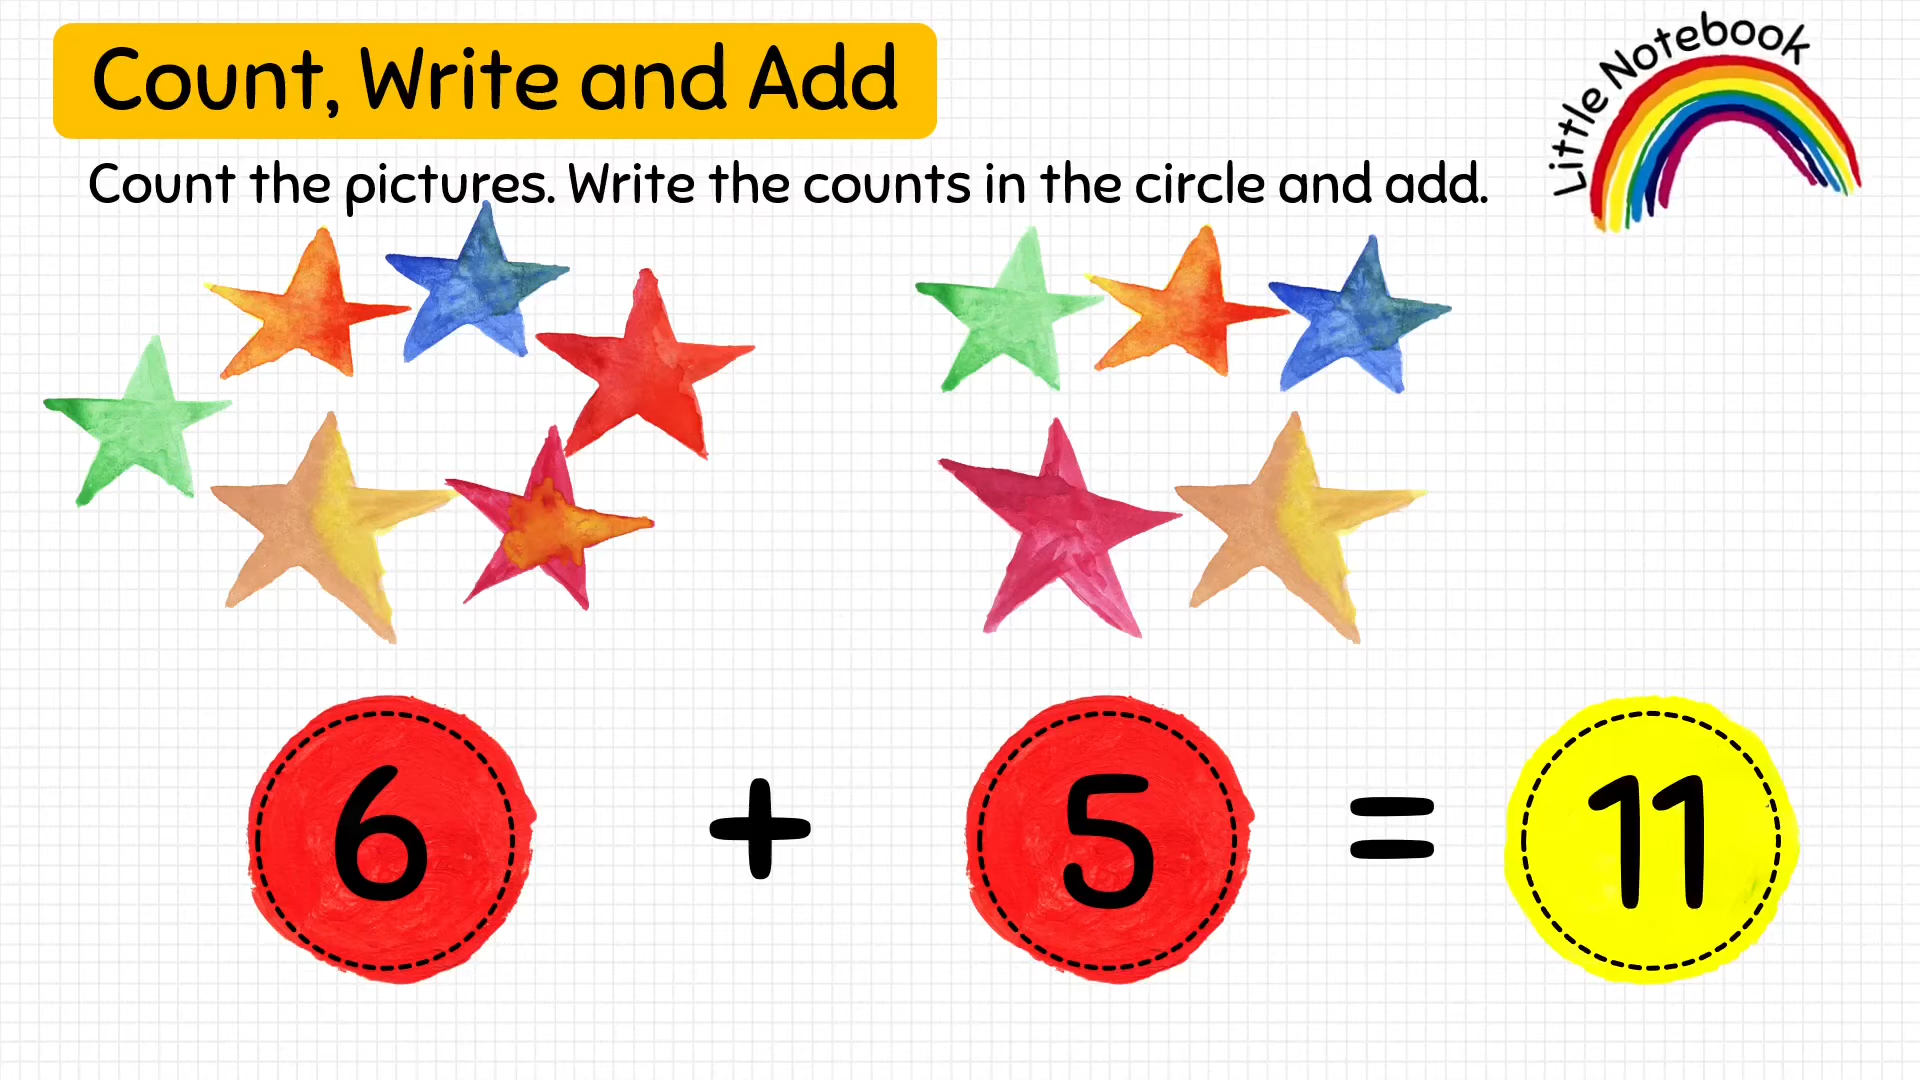 Count, Write and Add
Little Notebook
Count the pictures. Write the counts in the circle and add.
6 + 5 = 11